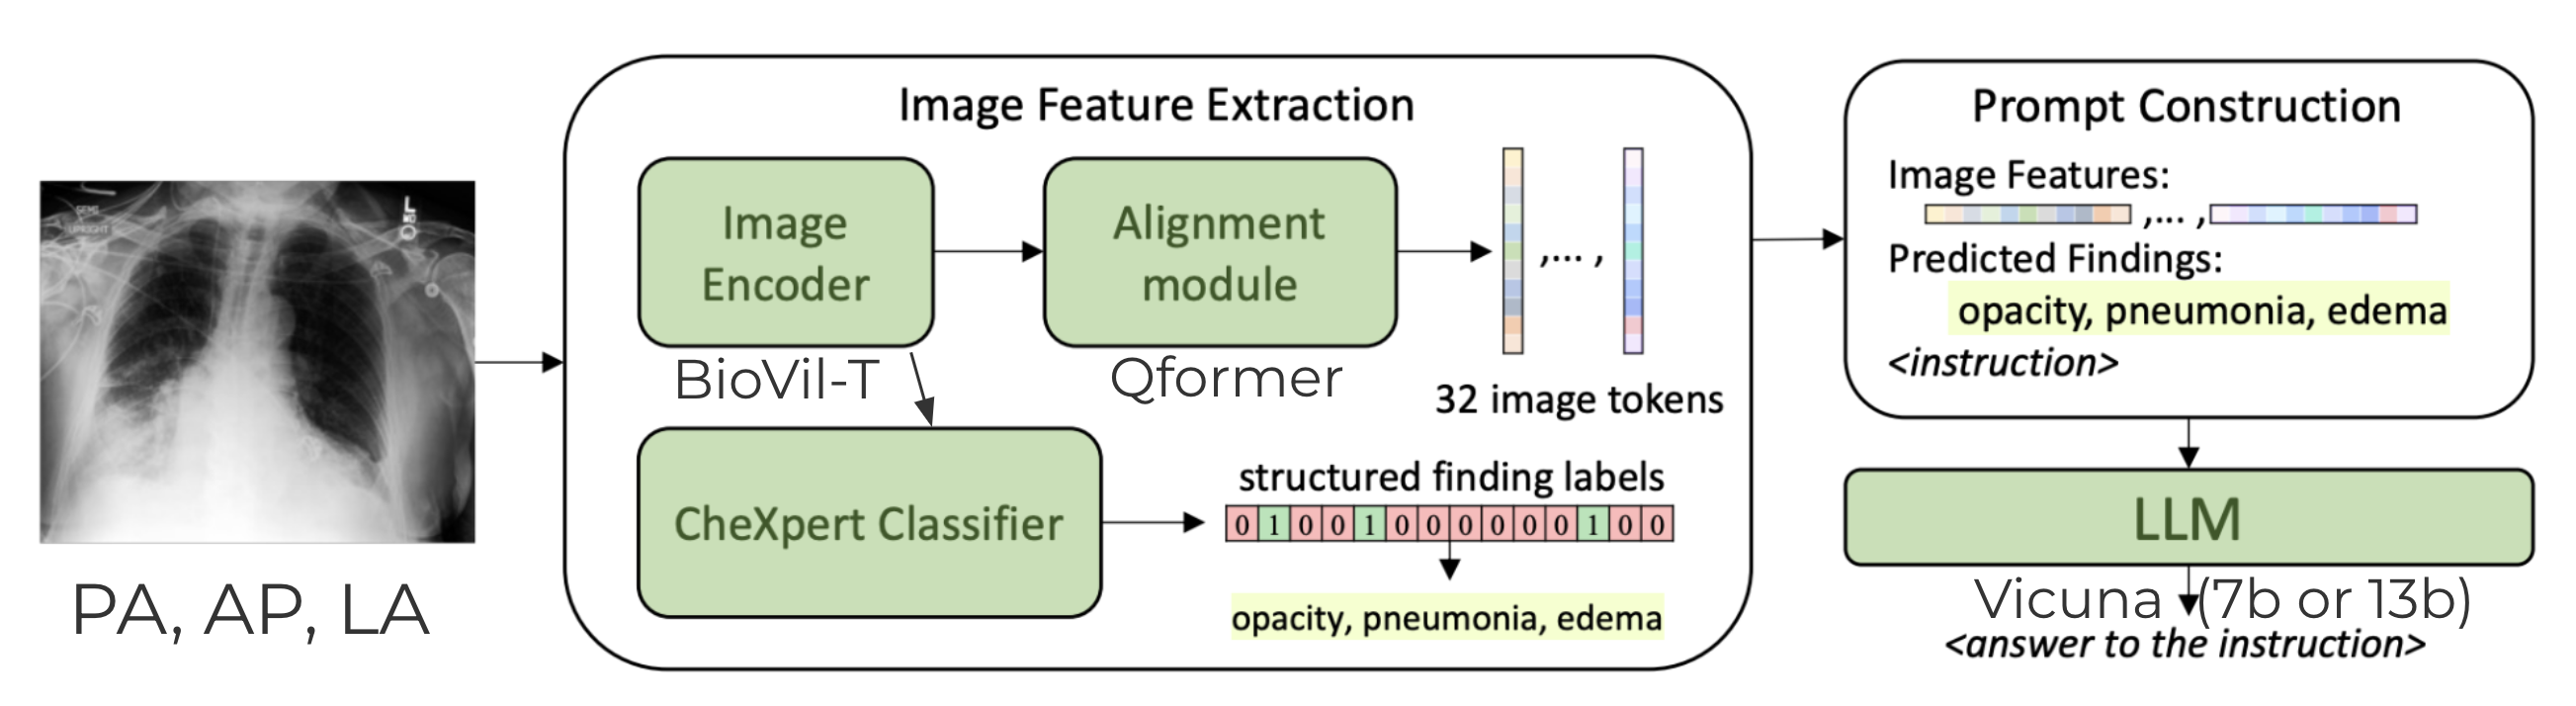 Image Feature Extraction
Image
Encoder
BioVil-T
Alignment
module
Qformer
,... ,
32 image tokens
CheXpert Classifier
structured finding labels
0 1 0 0 1 0 0 0 0 0 0 1 0 0
opacity, pneumonia, edema
PA, AP, LA
Prompt Construction
Image Features:
,... ,
Predicted Findings:
opacity, pneumonia, edema
<instruction>
LLM
Vicuna (7b or 13b)
<answer to the instruction>